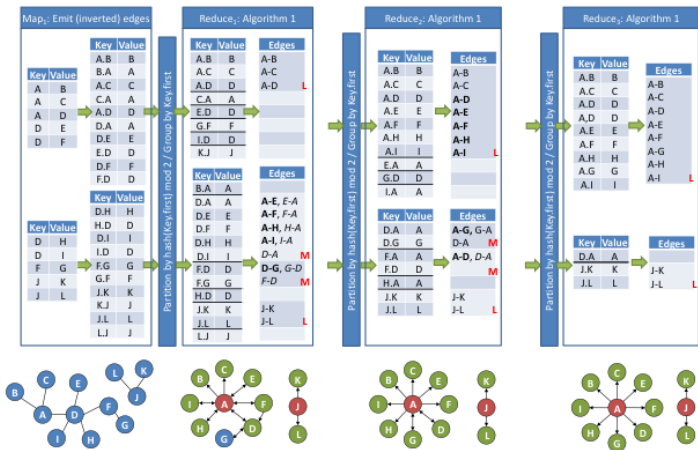 Map₁: Emit (inverted) edges
Key Value
A B
A C
A D
D E
D F
Key Value
A.B B
B.A A
A.C C
C.A A
A.D D
D.A A
D.E E
E.D D
D.F F
F.D D
Key Value
D H
D I
F G
J K
J L
Key Value
D.H H
H.D D
D.I I
I.D D
F.G G
G.F F
J.K K
K.J J
J.L L
L.J J
Partition by hash(Key.first) mod 2 / Group by Key.first
Reduce₁: Algorithm 1
Key Value
A.B B
A.C C
A.D D
C.A A
E.D D
G.F F
I.D D
K.J J
Edges
A-B
A-C
A-D L
Key Value
B.A A
D.A A
D.E E
D.F F
D.H H
D.I I
F.D D
F.G G
H.D D
J.K K
J.L L
L.J J
Edges
A-E, E-A
A-F, F-A
A-H, H-A
A-I, I-A
D-A M
D-G, G-D
F-D M
J-K
J-L L
Partition by hash(Key.first) mod 2 / Group by Key.first
Reduce₂: Algorithm 1
Key Value
A.B B
A.C C
A.D D
A.E E
A.F F
A.H H
A.I I
E.A A
G.D D
I.A A
Edges
A-B
A-C
A-D
A-E
A-F
A-H
A-I L
Key Value
D.A A
D.G G
F.A A
F.D D
H.A A
J.K K
J.L L
Edges
A-G, G-A
D-A M
A-D, D-A
M
J-K
J-L L
Partition by hash(Key.first) mod 2 / Group by Key.first
Reduce₃: Algorithm 1
Key Value
A.B B
A.C C
A.D D
A,D D
A.E E
A.F F
A.H H
A.G G
A.I I
Edges
A-B
A-C
A-D
A-E
A-F
A-G
A-H
A-I L
Key Value
D.A A
J.K K
J.L L
Edges
J-K
J-L L
B C E L K J A D F G I H
C B E K I A F J H D G L
C B E K I A F J H D G L
C B E K I A F J H D G L